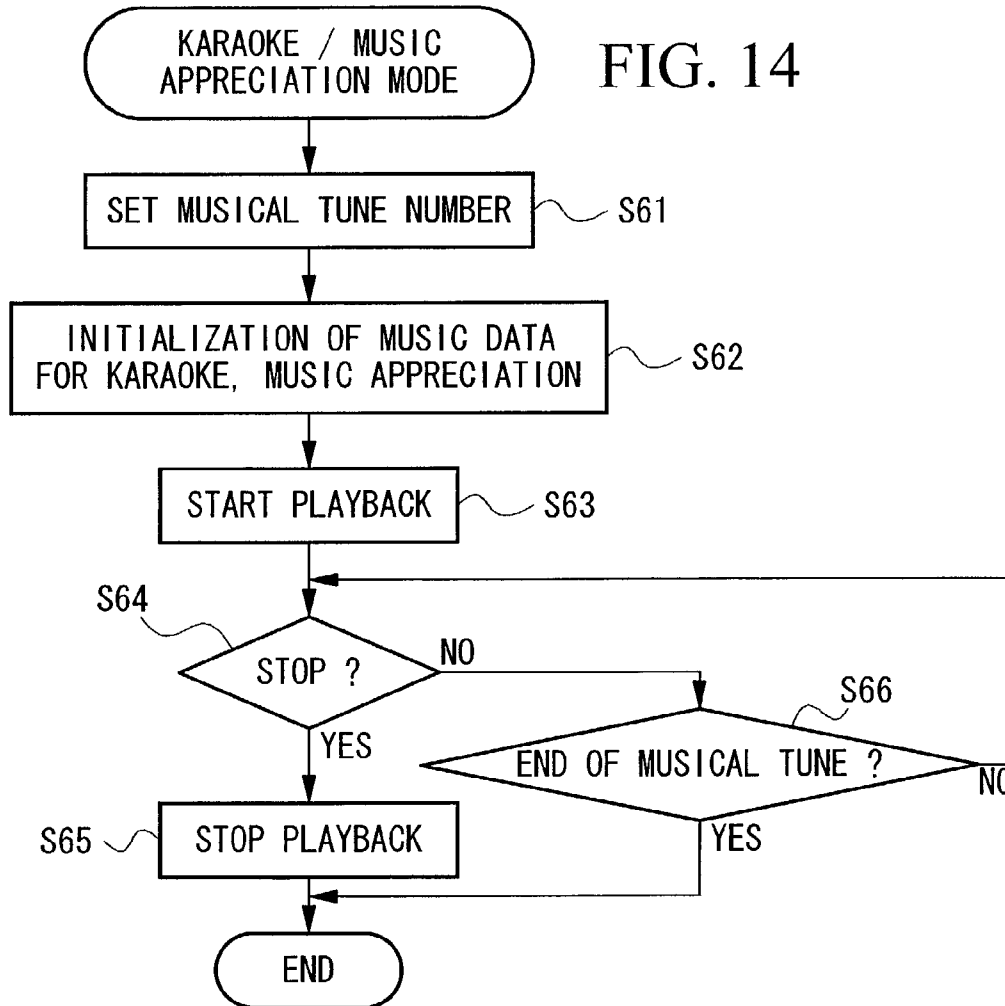 KARAOKE / MUSIC
APPRECIATION MODE
FIG. 14
SET MUSICAL TUNE NUMBER
S61
INITIALIZATION OF MUSIC DATA
FOR KARAOKE, MUSIC APPRECIATION
S62
START PLAYBACK
S63
S64
STOP ?
NO
YES
S66
END OF MUSICAL TUNE ?
NO
YES
S65
STOP PLAYBACK
END